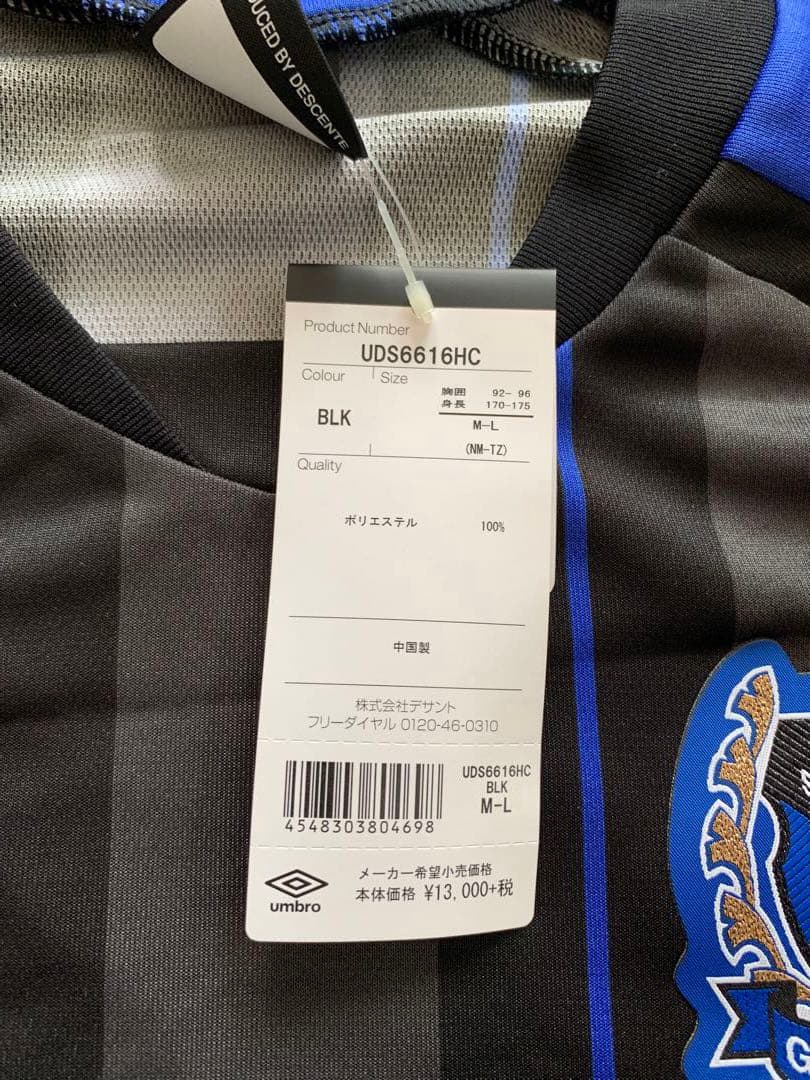 DUCED BY DESCENTE
Product Number
UDS6616HC
Colour
Size
胸囲 92- 96
身長 170-175
BLK
M-L
(NM-TZ)
Quality
ポリエステル 100%
中国製
株式会社デサント
フリーダイヤル 0120-46-0310
UDS6616HC
BLK
M-L
4548303804698
umbro
メーカー希望小売価格
本体価格 ¥13,000+税
G